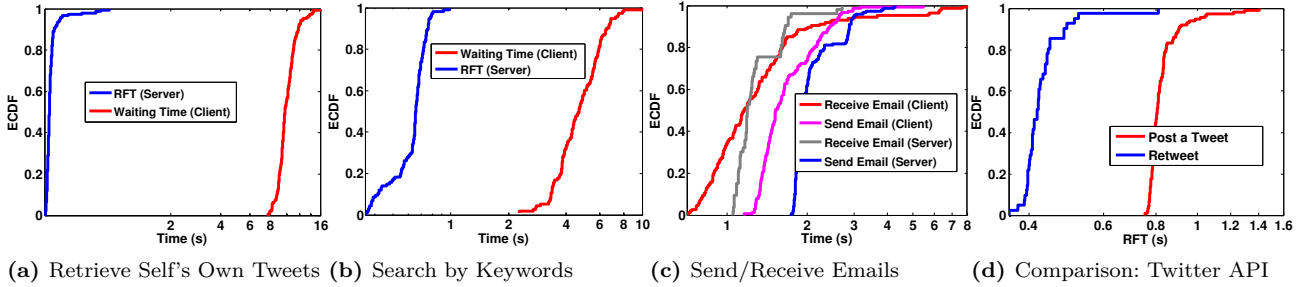 ECDF
1
0.8
0.6
0.4
0.2
0
RFT (Server)
Waiting Time (Client)
2 4 8 16
Time (s)
(a) Retrieve Self's Own Tweets
ECDF
1
0.8
0.6
0.4
0.2
0
Waiting Time (Client)
RFT (Server)
1 2 4 6 8 10
Time (s)
(b) Search by Keywords
ECDF
1
0.8
0.6
0.4
0.2
0
Receive Email (Client)
Send Email (Client)
Receive Email (Server)
Send Email (Server)
1 2 3 4 5 6 7 8
Time (s)
(c) Send/Receive Emails
ECDF
1
0.8
0.6
0.4
0.2
0
Post a Tweet
Retweet
0.4 0.6 0.8 1 1.2 1.4 1.6
RFT (s)
(d) Comparison: Twitter API